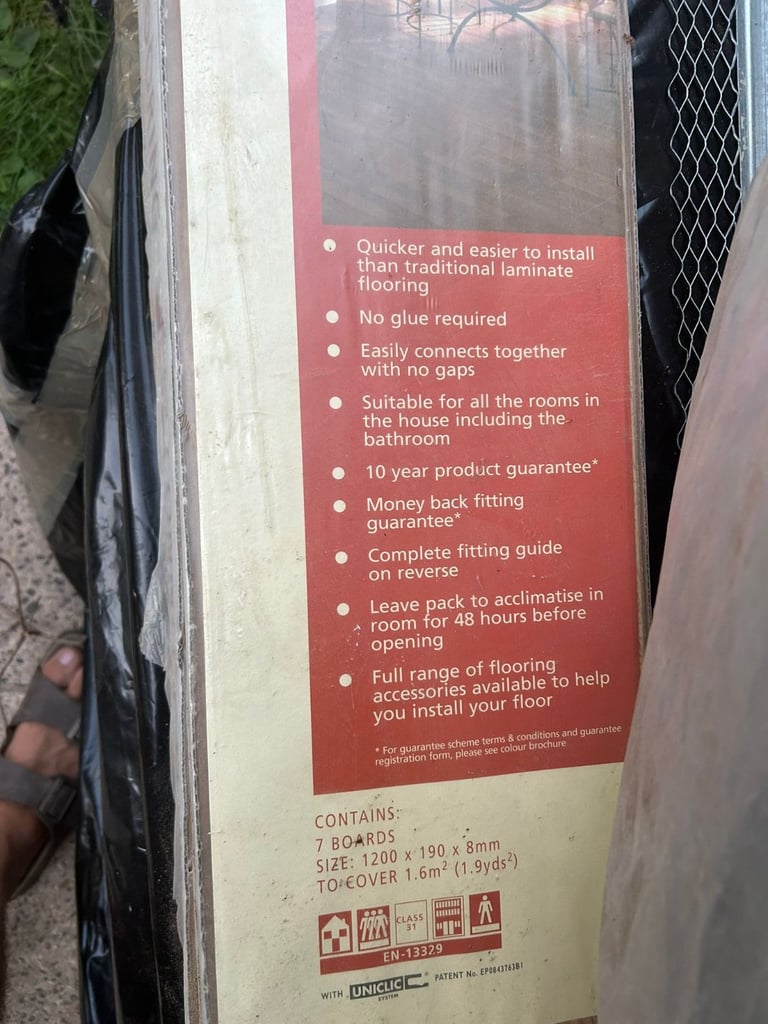 Quicker and easier to install
than traditional laminate
flooring
No glue required
Easily connects together
with no gaps
Suitable for all the rooms in
the house including the
bathroom
10 year product guarantee*
Money back fitting
guarantee*
Complete fitting guide
on reverse
Leave pack to acclimatise in
room for 48 hours before
opening
Full range of flooring
accessories available to help
you install your floor
* For guarantee scheme terms & conditions and guarantee
registration form, please see colour brochure
CONTAINS:
7 BOARDS
SIZE: 1200 x 190 x 8mm
TO COVER 1.6m² (1.9yds²)
CLASS
31
EN-13329
WITH UNICLIC SYSTEM PATENT No. EP0843763B1